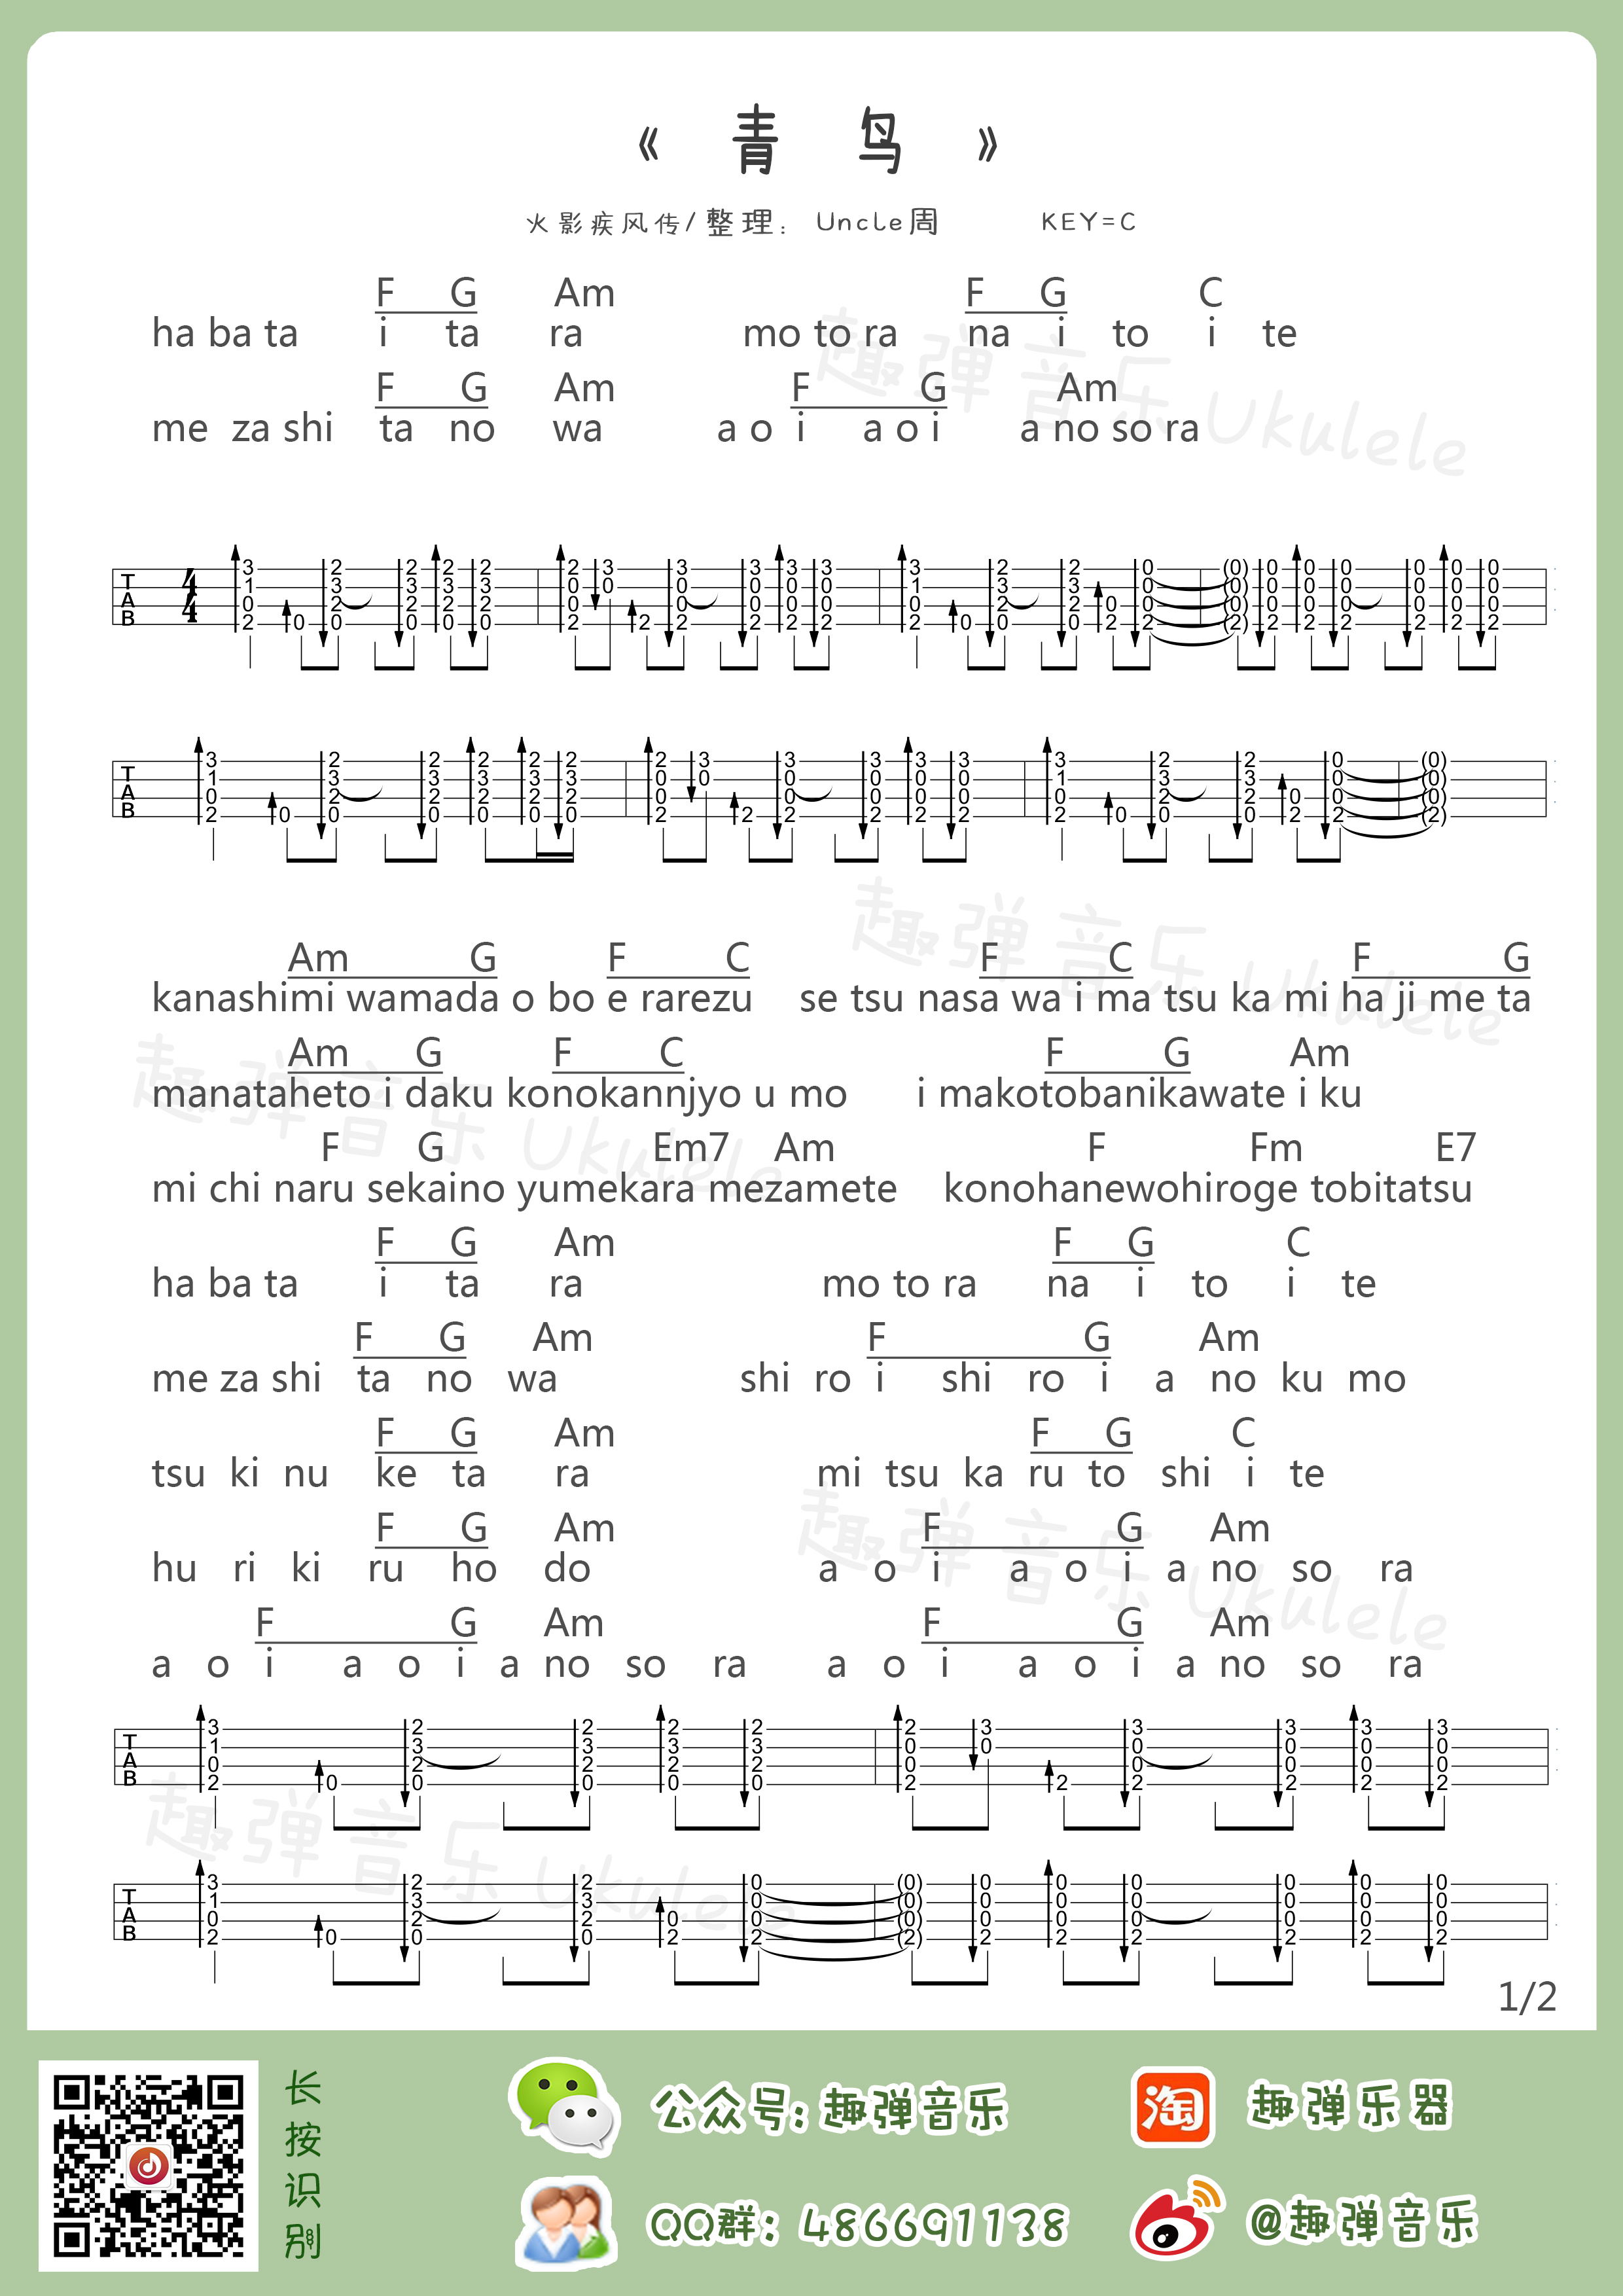 《 青 鸟 》
火影疾风传/整理：Uncle周 KEY=C
F G Am F G C
ha ba ta i ta ra mo to ra na i to i te
F G Am F G Am
me za shi ta no wa a o i a o i a no so ra
Am G F C F C F G
kanashimi wamada o bo e rarezu se tsu nasa wa i ma tsu ka mi ha ji me ta
Am G F C F G Am
manataheto i daku konokannjyo u mo i makotobanikawate i ku
F G Em7 Am F Fm E7
mi chi naru sekaino yumekara mezamete konohanewohiroge tobitatsu
F G Am F G C
ha ba ta i ta ra mo to ra na i to i te
F G Am F G Am
me za shi ta no wa shi ro i shi ro i a no ku mo
F G Am F G C
tsu ki nu ke ta ra mi tsu ka ru to shi i te
F G Am F G Am
hu ri ki ru ho do a o i a o i a no so ra
F G Am F G Am
a o i a o i a no so ra a o i a o i a no so ra
1/2
长按识别
公众号:趣弹音乐
淘 趣弹乐器
QQ群:486691138
@趣弹音乐
趣弹音乐 Ukulele